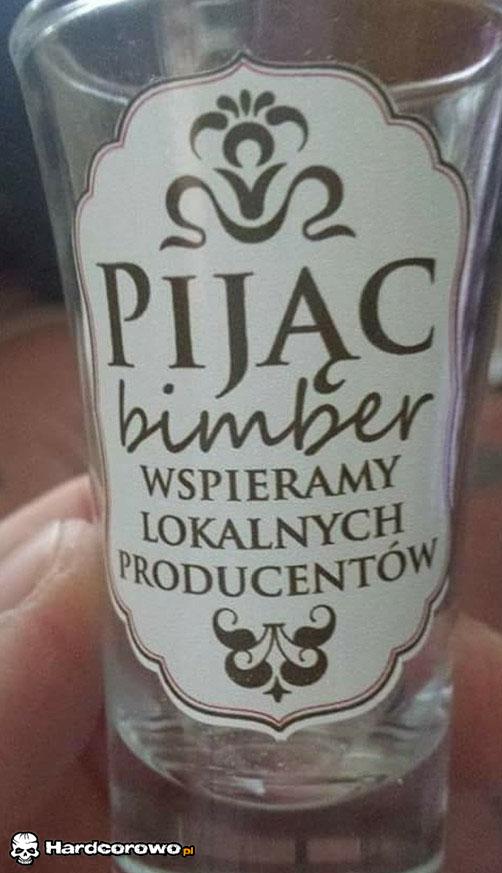 PIJĄC
bimber
WSPIERAMY
LOKALNYCH
PRODUCENTÓW
Hardcorowo.pl